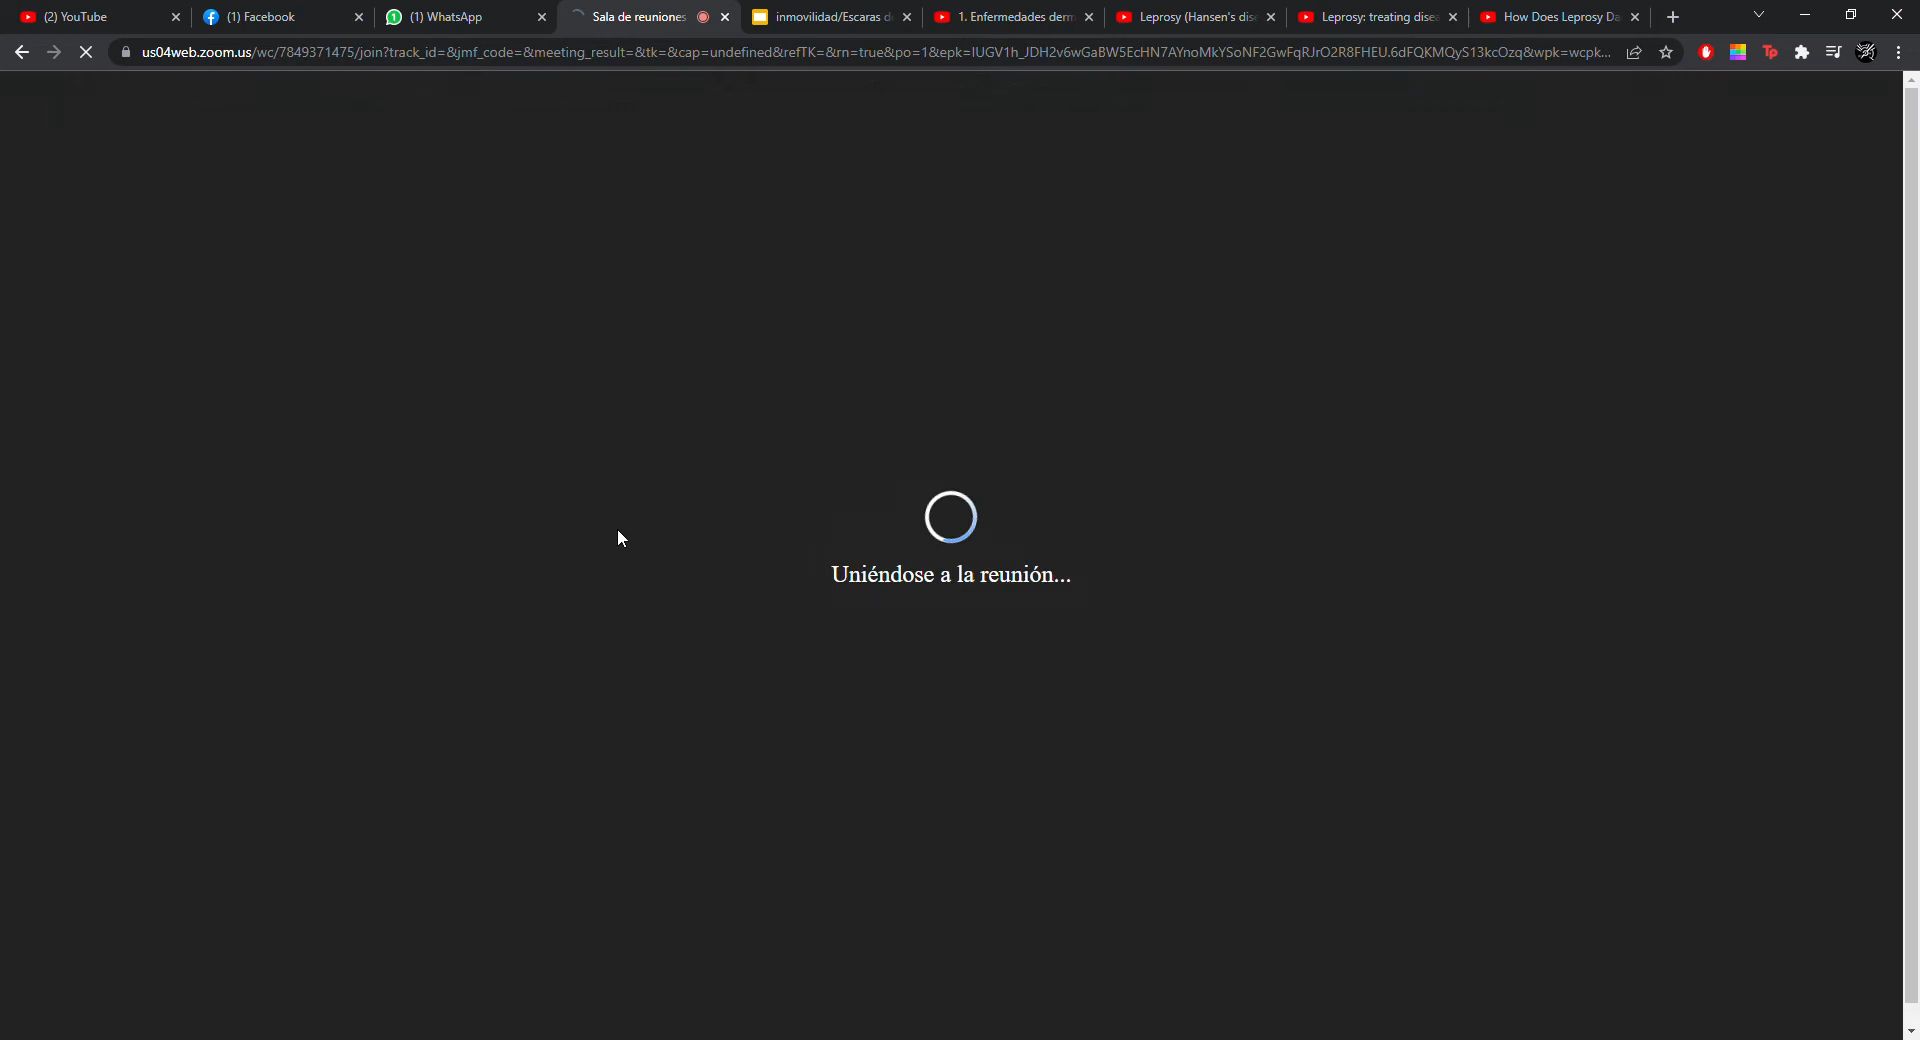 (2) YouTube
(1) Facebook
(1) WhatsApp
Sala de reuniones
inmovilidad/Escaras d
1. Enfermedades derm
Leprosy (Hansen's dis
Leprosy: treating dise
How Does Leprosy Da
us04web.zoom.us/wc/7849371475/join?track_id=&jmf_code=&meeting_result=&tk=&cap=undefined&refTK=&rn=true&po=1&epk=IUGV1h_JDH2v6wGaBW5EcHN7AYnoMkYSoNF2GwFqRJrO2R8FHEU.6dFQKMQyS13kcOzq&wpk=wcpk...
Tp
Uniéndose a la reunión...